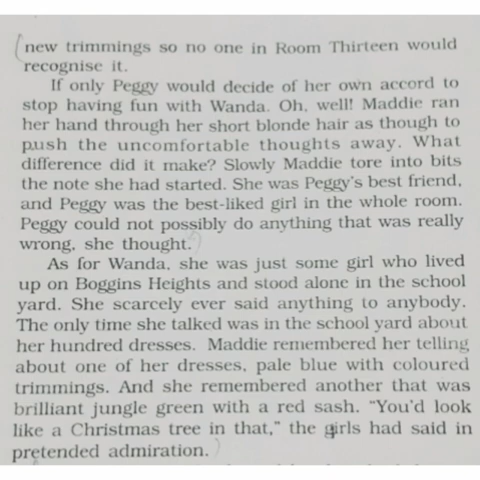 new trimmings so no one in Room Thirteen would
recognise it.
If only Peggy would decide of her own accord to
stop having fun with Wanda. Oh, well! Maddie ran
her hand through her short blonde hair as though to
push the uncomfortable thoughts away. What
difference did it make? Slowly Maddie tore into bits
the note she had started. She was Peggy's best friend,
and Peggy was the best-liked girl in the whole room.
Peggy could not possibly do anything that was really
wrong, she thought.
As for Wanda, she was just some girl who lived
up on Boggins Heights and stood alone in the school
yard. She scarcely ever said anything to anybody.
The only time she talked was in the school yard about
her hundred dresses. Maddie remembered her telling
about one of her dresses, pale blue with coloured
trimmings. And she remembered another that was
brilliant jungle green with a red sash. “You'd look
like a Christmas tree in that,” the girls had said in
pretended admiration.